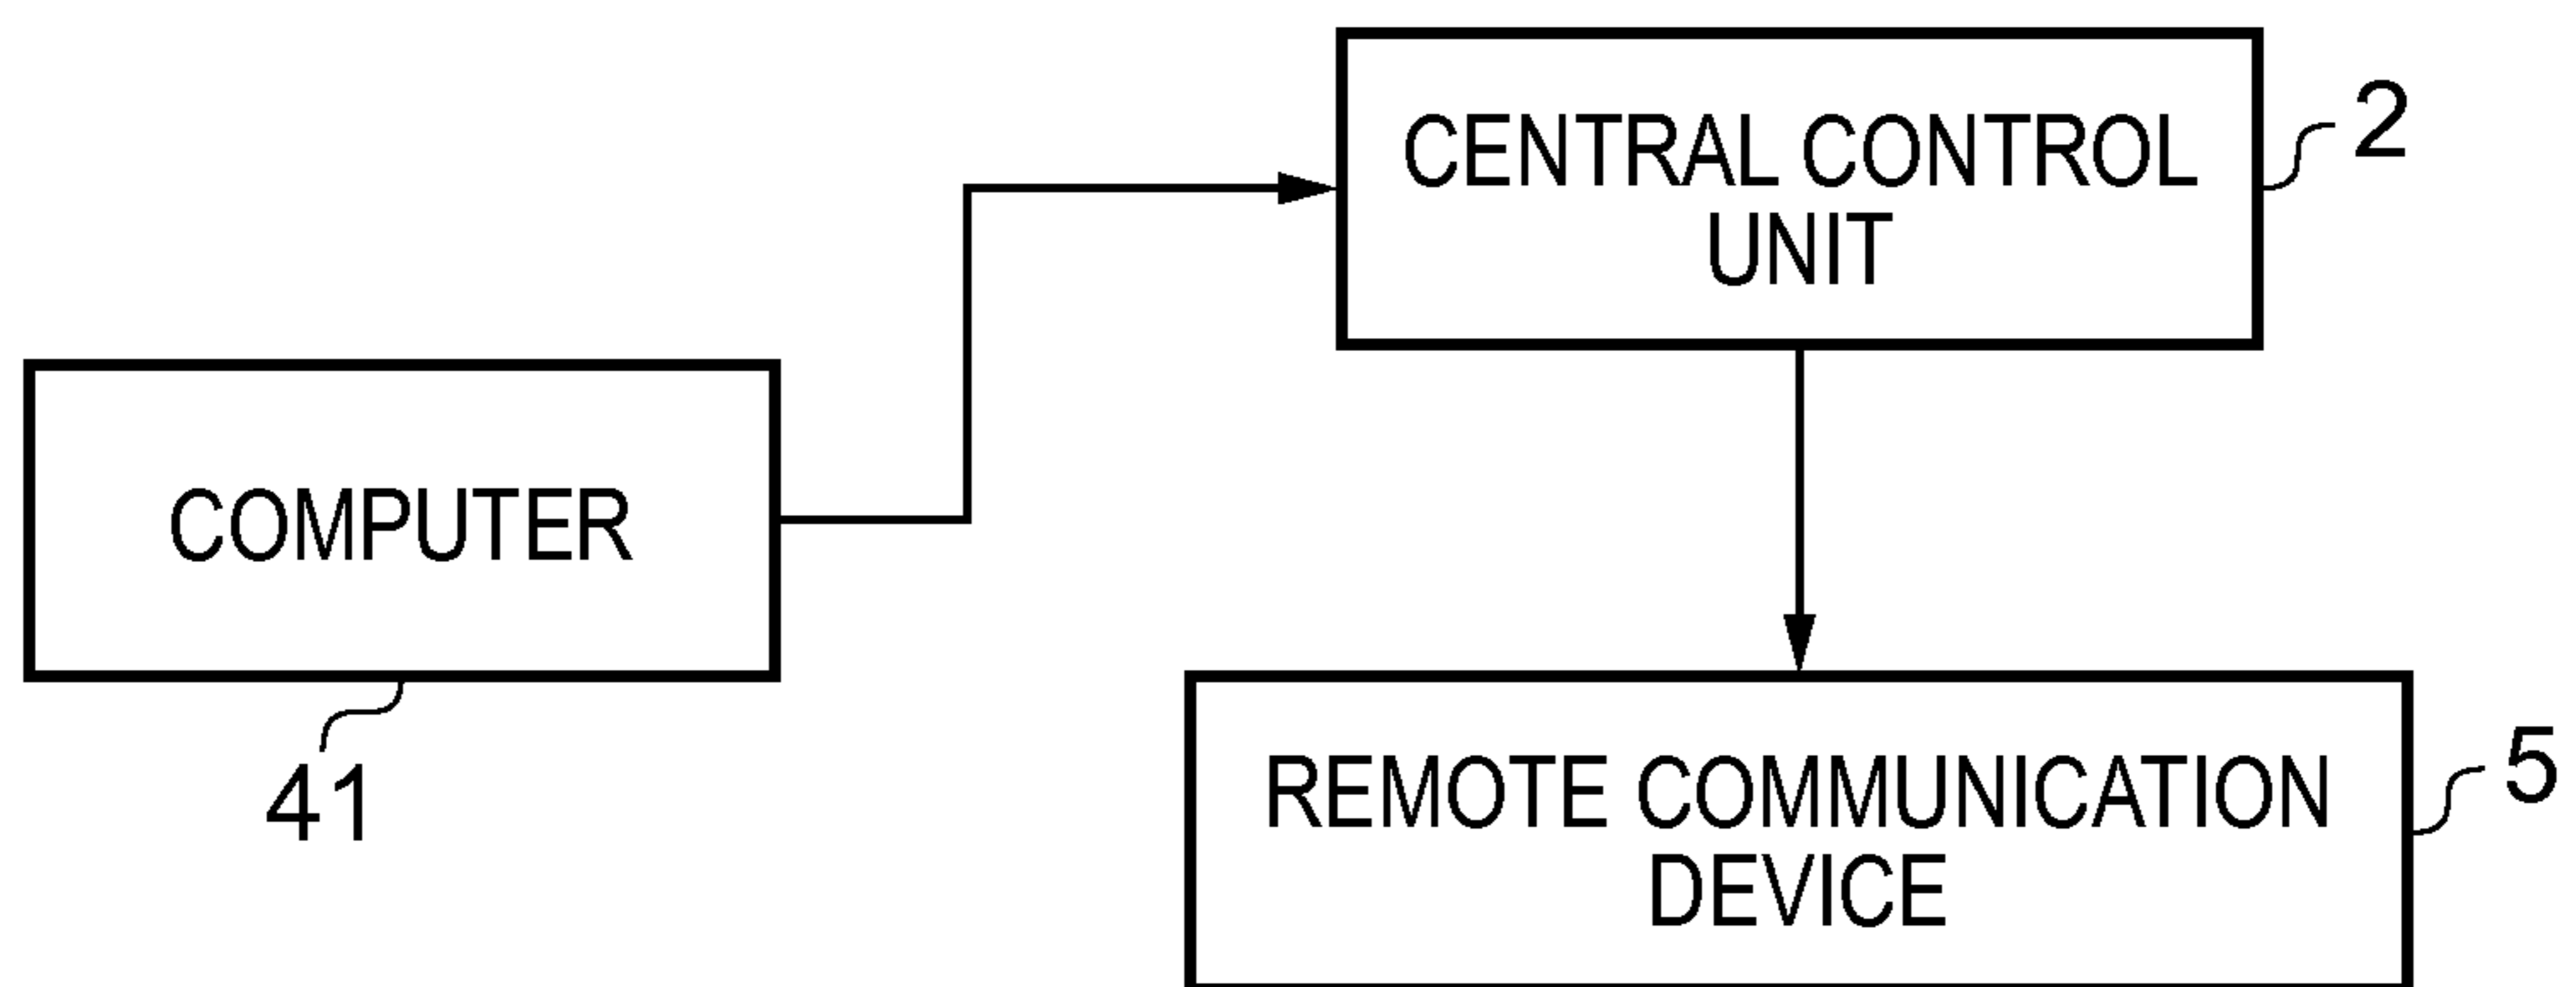 CENTRAL CONTROL
UNIT
2
COMPUTER
41
REMOTE COMMUNICATION
DEVICE
5